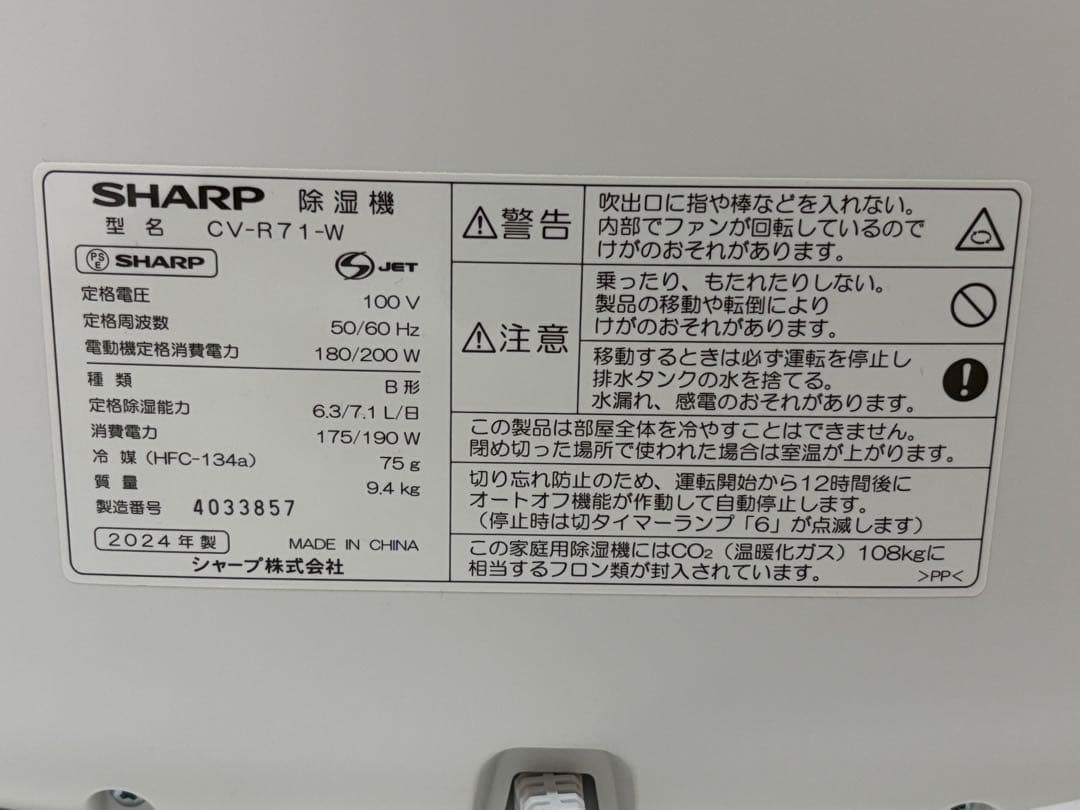 SHARP 除湿機
型名 CV-R71-W
PSE SHARP
S JET
定格電圧 100 V
定格周波数 50/60 Hz
電動機定格消費電力 180/200 W
種類 B形
定格除湿能力 6.3/7.1 L/日
消費電力 175/190 W
冷媒(HFC-134a) 75 g
質量 9.4 kg
製造番号 4033857
2024年製 MADE IN CHINA
シャープ株式会社
⚠警告
吹出口に指や棒などを入れない。
内部でファンが回転しているので
けがのおそれがあります。
⚠注意
乗ったり、もたれたりしない。
製品の移動や転倒により
けがのおそれがあります。
移動するときは必ず運転を停止し
排水タンクの水を捨てる。
水漏れ、感電のおそれがあります。
この製品は部屋全体を冷やすことはできません。
閉め切った場所で使われた場合は室温が上がります。
切り忘れ防止のため、運転開始から12時間後に
オートオフ機能が作動して自動停止します。
(停止時は切タイマーランプ「6」が点滅します)
この家庭用除湿機にはCO₂(温暖化ガス)108kgに
相当するフロン類が封入されています。 >PP<